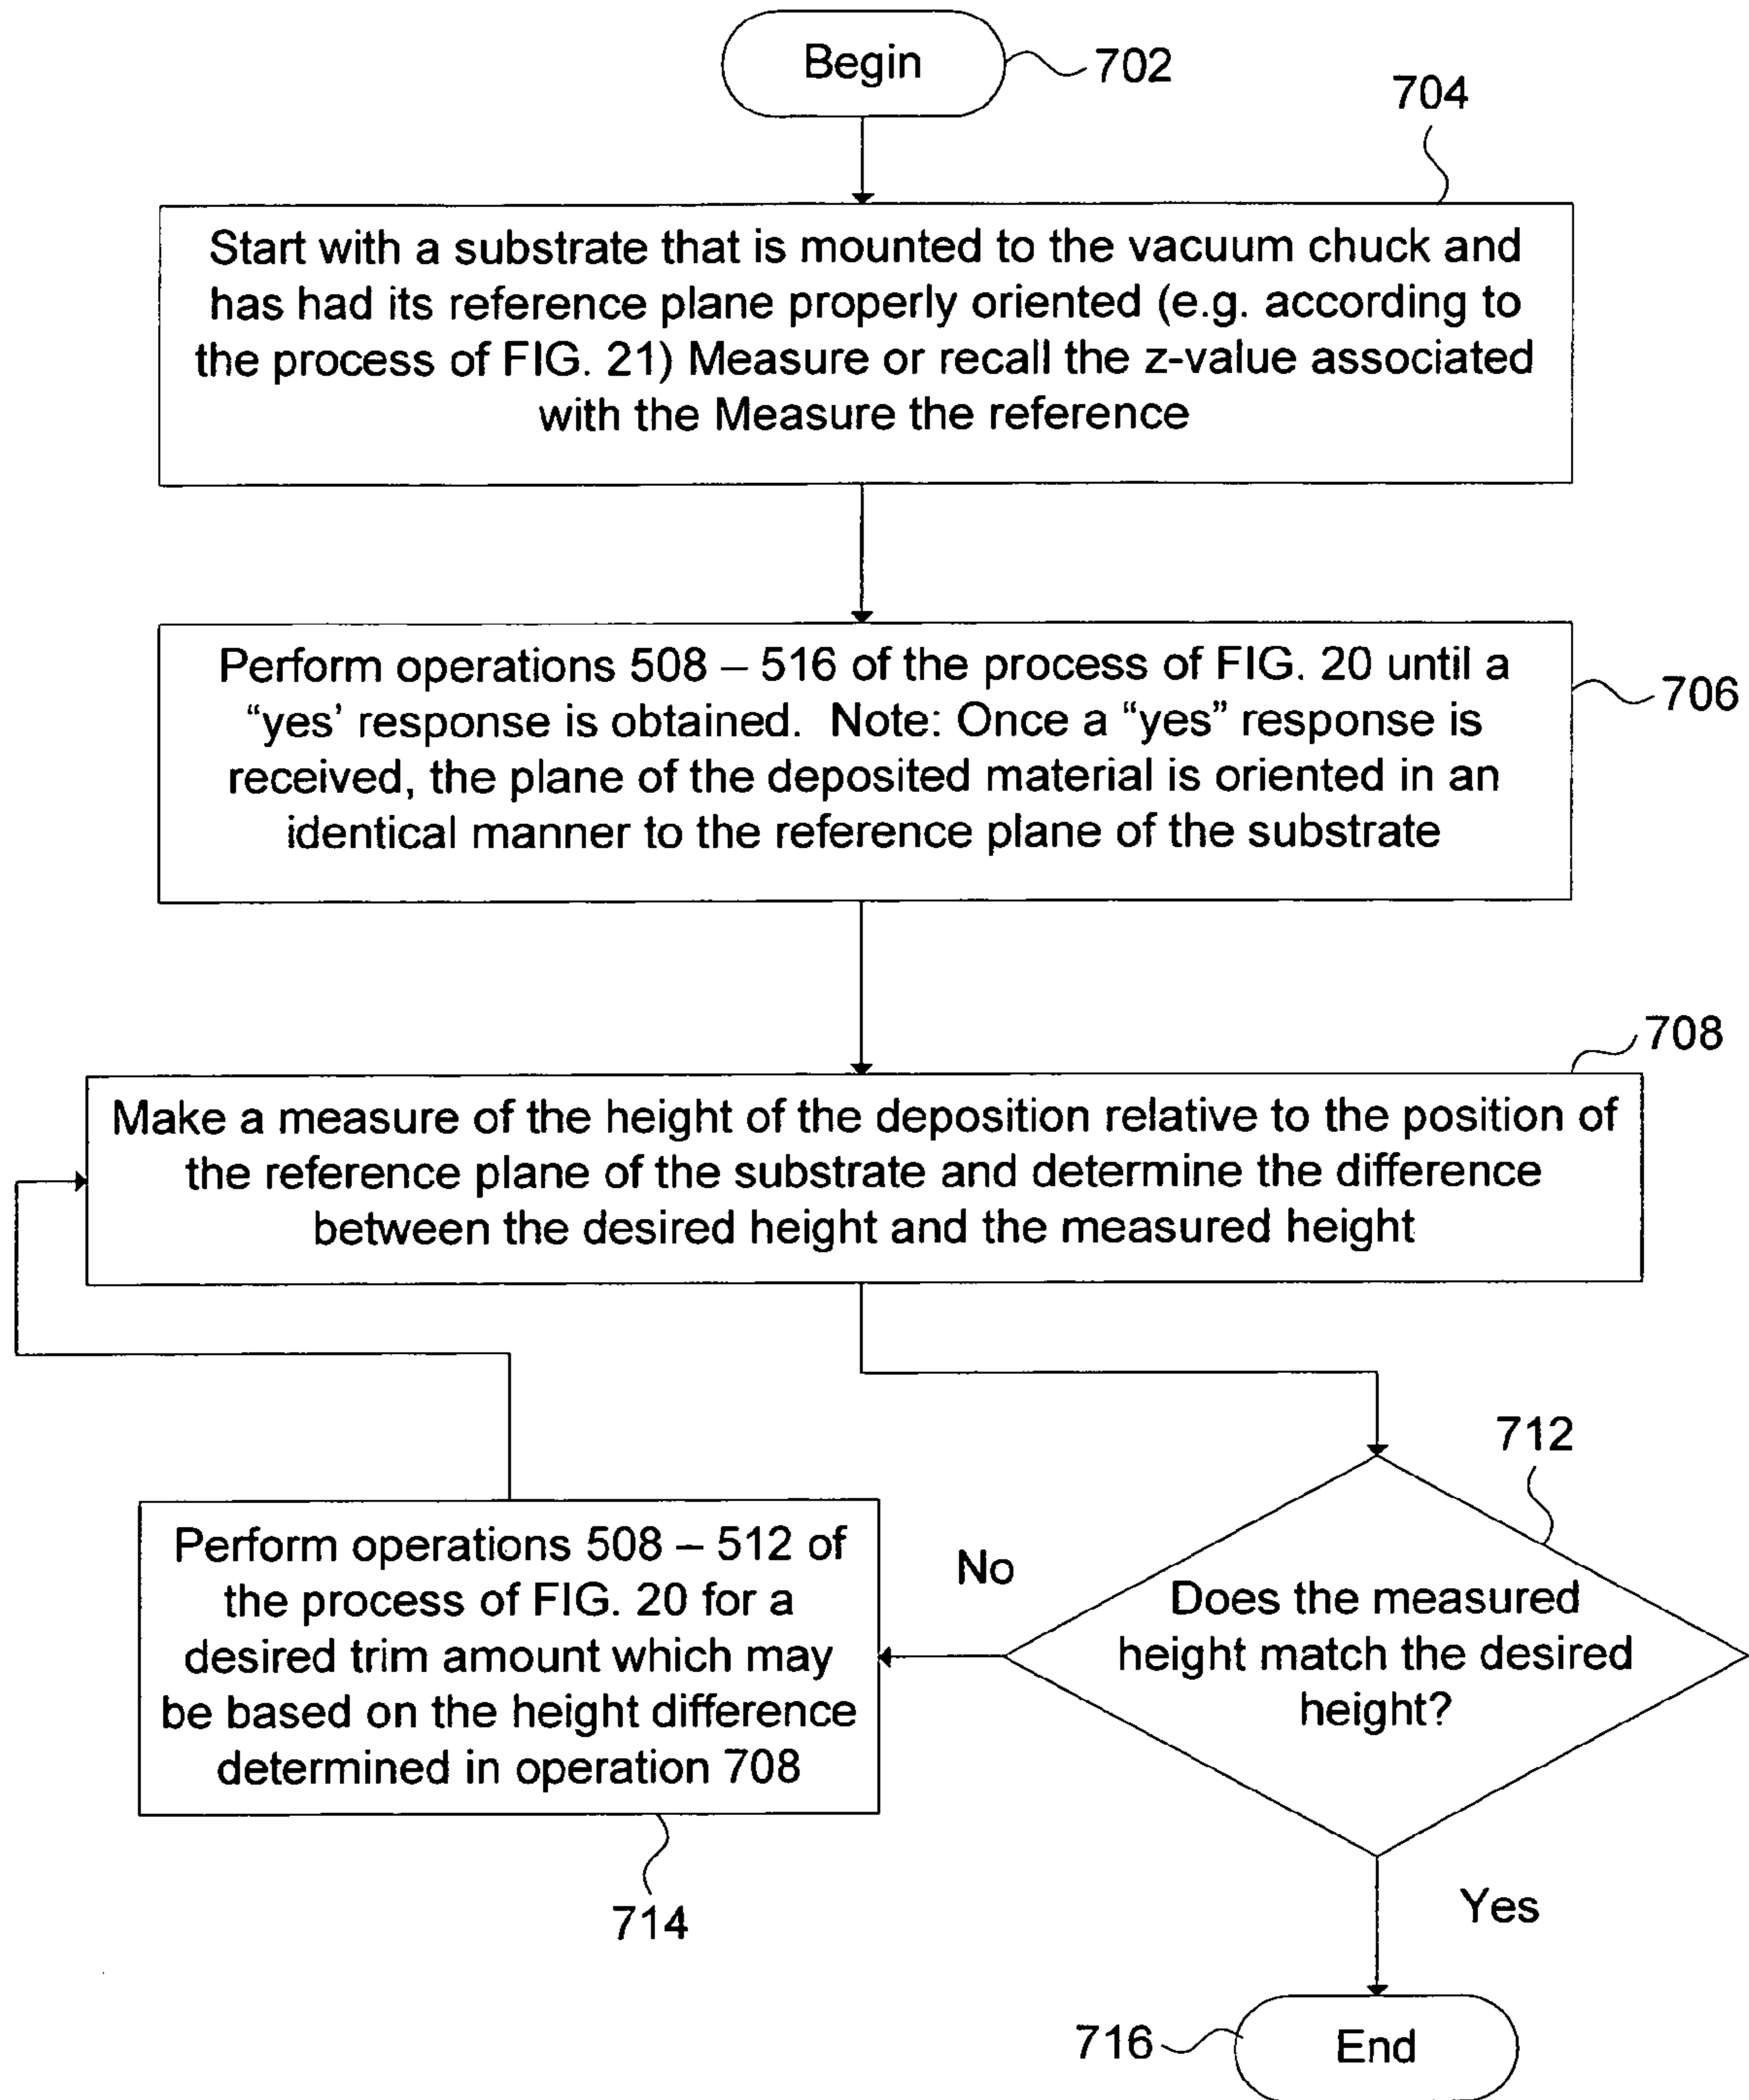 Begin
702
704
Start with a substrate that is mounted to the vacuum chuck and
has had its reference plane properly oriented (e.g. according to
the process of FIG. 21) Measure or recall the z-value associated
with the Measure the reference
Perform operations 508 – 516 of the process of FIG. 20 until a
“yes’ response is obtained. Note: Once a “yes” response is
received, the plane of the deposited material is oriented in an
identical manner to the reference plane of the substrate
706
708
Make a measure of the height of the deposition relative to the position of
the reference plane of the substrate and determine the difference
between the desired height and the measured height
712
Does the measured
height match the desired
height?
No
Perform operations 508 – 512 of
the process of FIG. 20 for a
desired trim amount which may
be based on the height difference
determined in operation 708
714
Yes
716
End